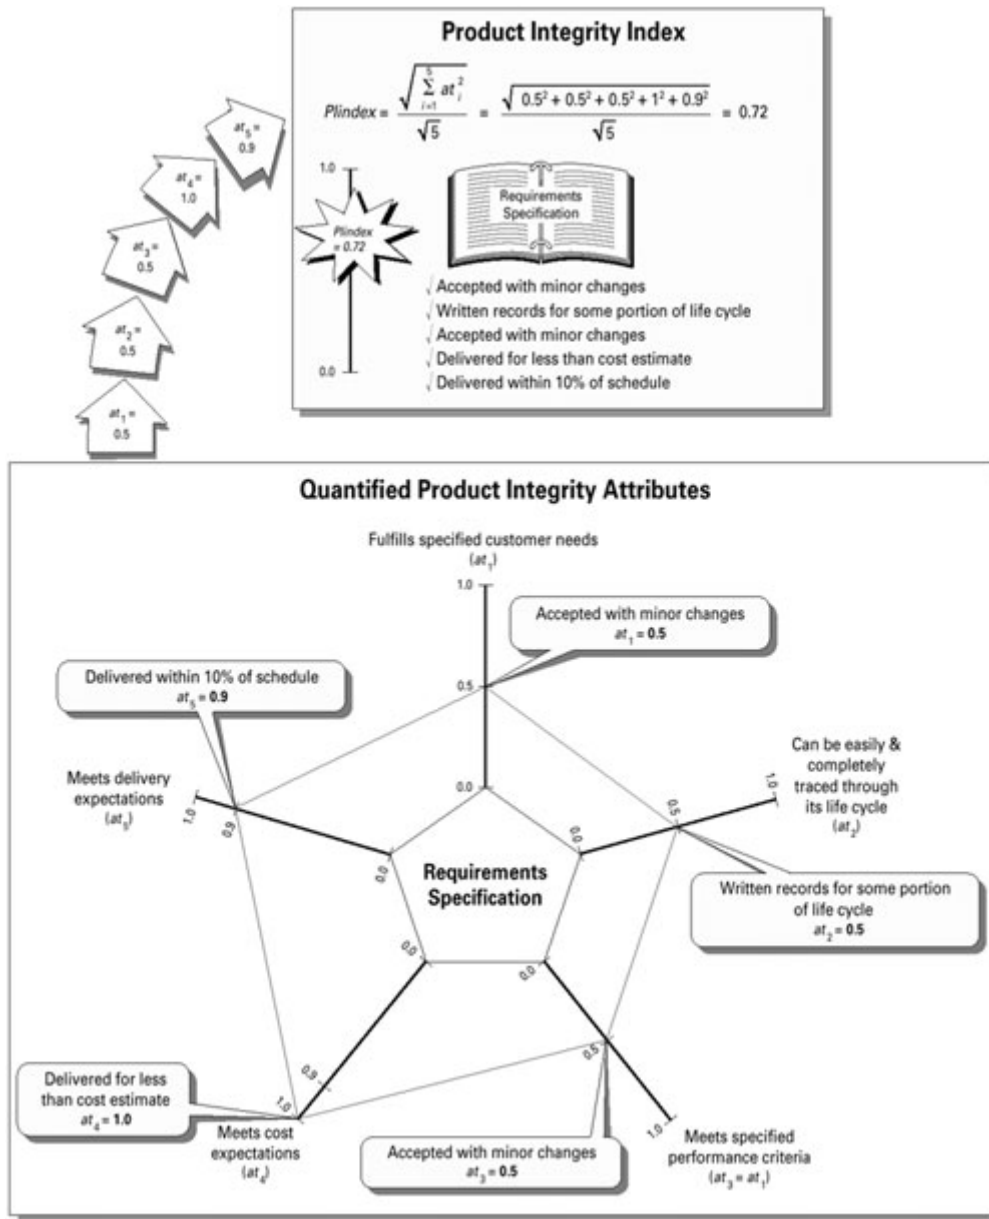 Product Integrity Index
PIindex = √ 5 Σ i=1 at i 2 / √5 = √ 0.5² + 0.5² + 0.5² + 1² + 0.9² / √5 = 0.72
at5 =
0.9
at4 =
1.0
at3 =
0.5
at2 =
0.5
at1 =
0.5
1.0
PIindex
= 0.72
0.0
Requirements
Specification
√ Accepted with minor changes
√ Written records for some portion of life cycle
√ Accepted with minor changes
√ Delivered for less than cost estimate
√ Delivered within 10% of schedule
Quantified Product Integrity Attributes
Fulfills specified customer needs
(at1)
1.0
0.5
0.0
Accepted with minor changes
at1 = 0.5
Delivered within 10% of schedule
at5 = 0.9
Meets delivery
expectations
(at5)
1.0
0.9
0.0
Can be easily &
completely
traced through
its life cycle
(at2)
1.0
0.5
0.0
Requirements
Specification
Written records for some portion
of life cycle
at2 = 0.5
0.0
0.9
1.0
0.0
0.5
1.0
Delivered for less
than cost estimate
at4 = 1.0
Meets cost
expectations
(at4)
Accepted with minor changes
at3 = 0.5
Meets specified
performance criteria
(at3 = at1)